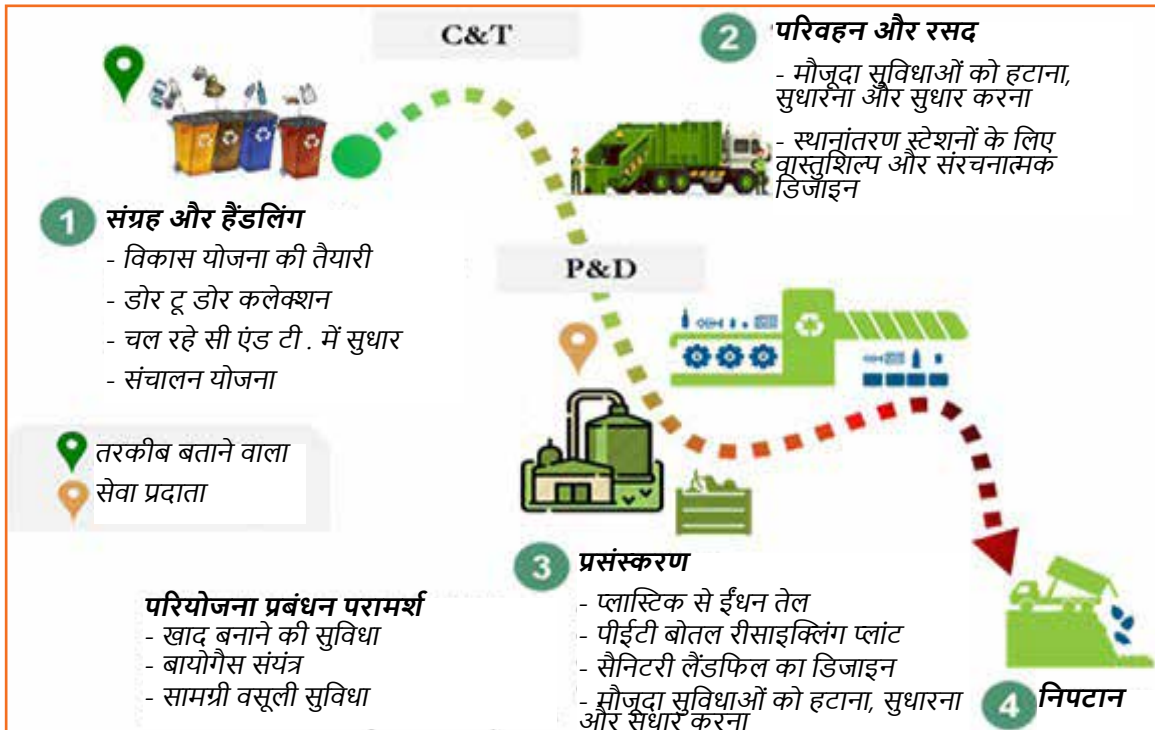 C&T
2 परिवहन और रसद
- मौजूदा सुविधाओं को हटाना,
सुधारना और सुधार करना
- स्थानांतरण स्टेशनों के लिए
वास्तुशिल्प और संरचनात्मक
डिजाइन
1 संग्रह और हैंडलिंग
- विकास योजना की तैयारी
- डोर टू डोर कलेक्शन
- चल रहे सी एंड टी . में सुधार
- संचालन योजना
P&D
तरकीब बताने वाला
सेवा प्रदाता
3 प्रसंस्करण
- प्लास्टिक से ईंधन तेल
- पीईटी बोतल रीसाइक्लिंग प्लांट
- सैनिटरी लैंडफिल का डिजाइन
- मौजूदा सुविधाओं को हटाना, सुधारना
और सुधार करना
परियोजना प्रबंधन परामर्श
- खाद बनाने की सुविधा
- बायोगैस संयंत्र
- सामग्री वसूली सुविधा
4 निपटान